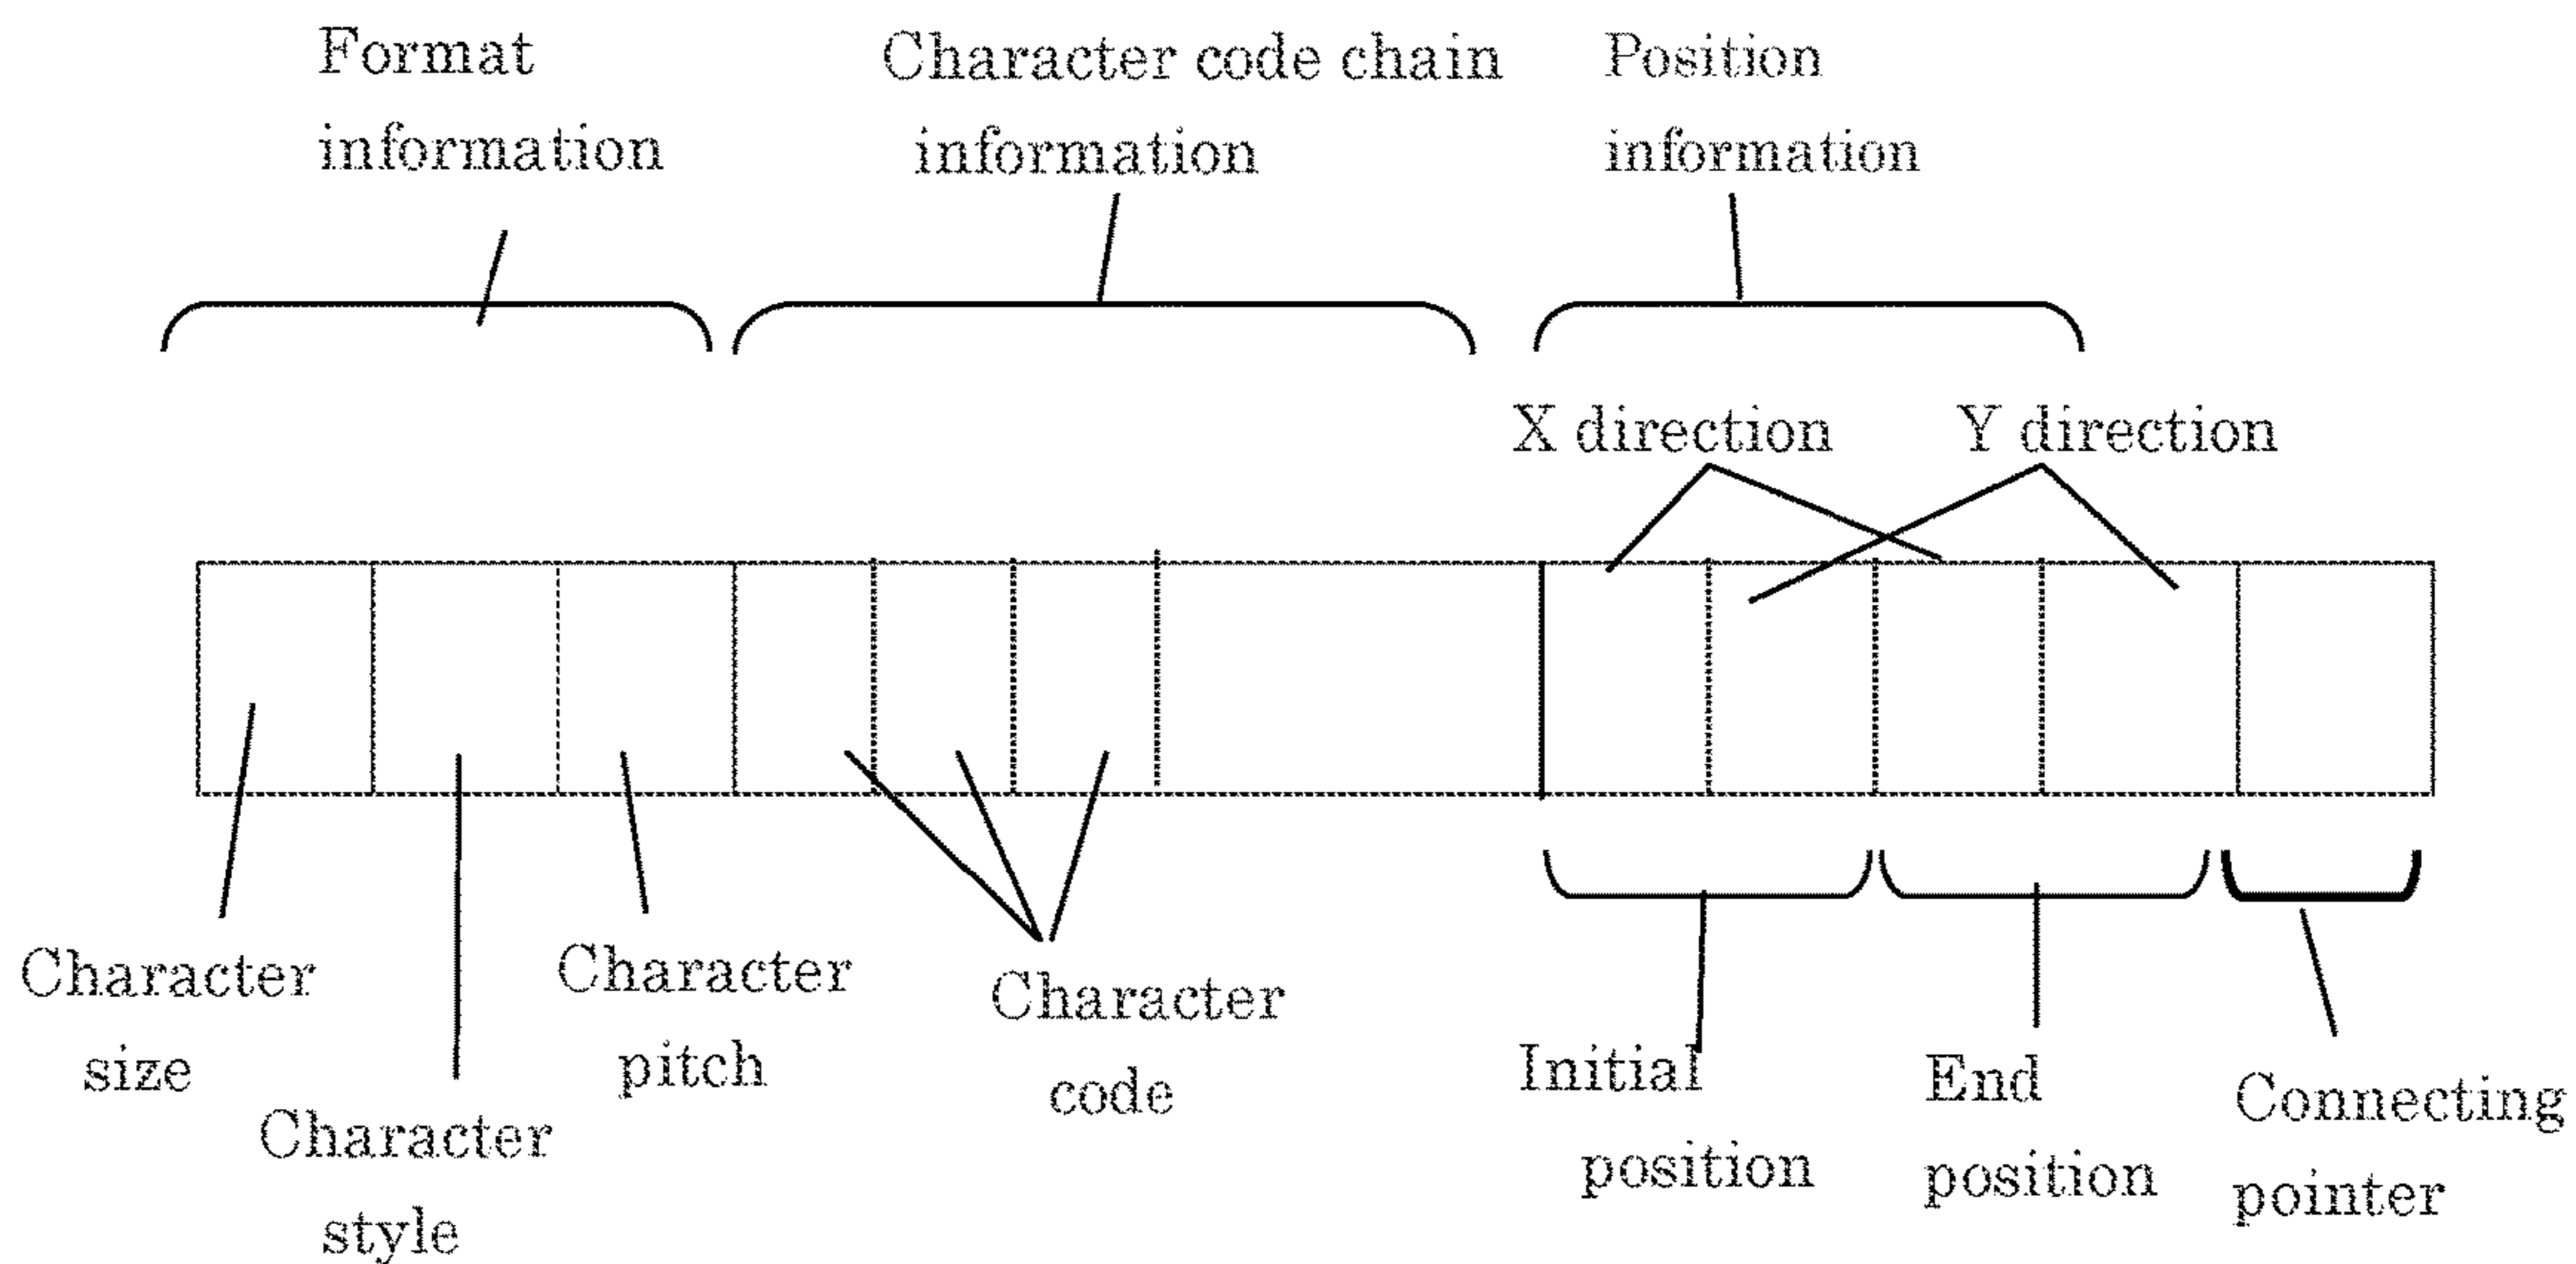 Format
information
Character code chain
information
Position
information
X direction
Y direction
Character
size
Character
style
Character
pitch
Character
code
Initial
position
End
position
Connecting
pointer